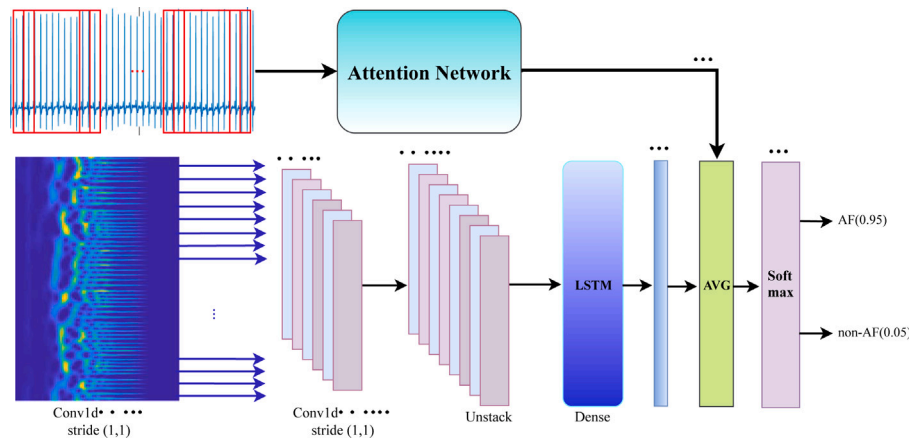 Attention Network
LSTM
AVG
Soft
max
AF(0.95)
non-AF(0.05)
Conv1d
stride (1,1)
Conv1d
stride (1,1)
Unstack
Dense